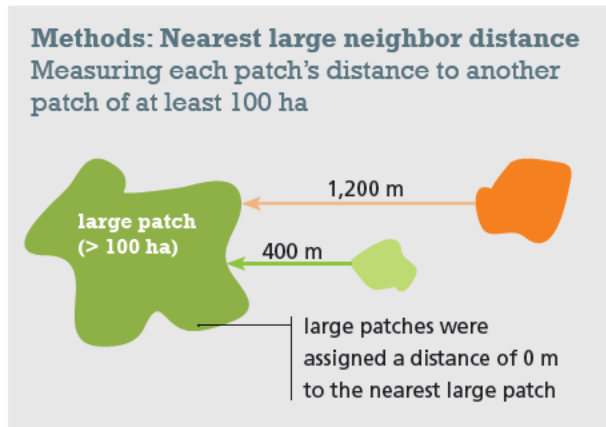 Methods: Nearest large neighbor distance
Measuring each patch's distance to another
patch of at least 100 ha
1,200 m
large patch
(> 100 ha)
400 m
large patches were
assigned a distance of 0 m
to the nearest large patch